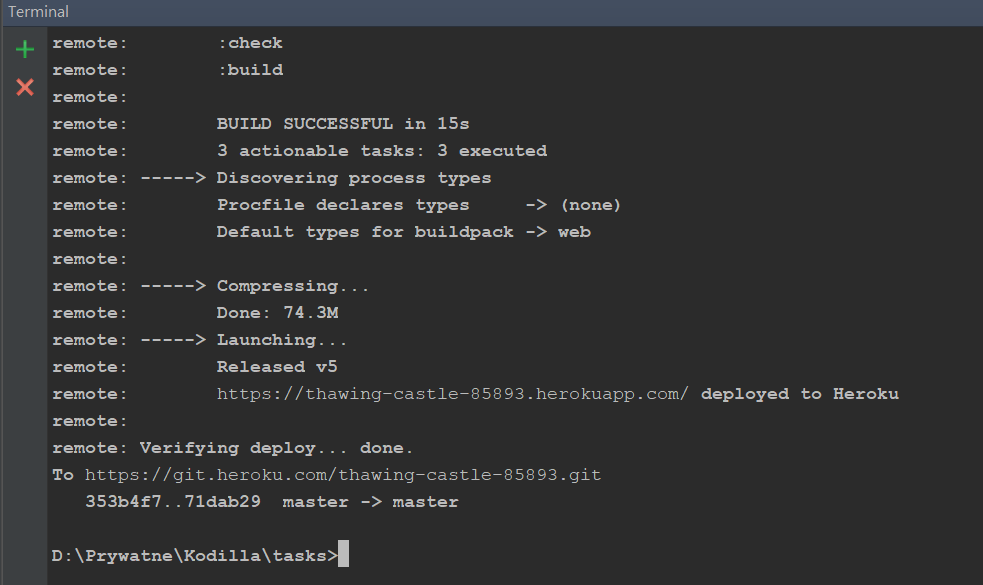 Terminal
remote:        :check
remote:        :build
remote:
remote:        BUILD SUCCESSFUL in 15s
remote:        3 actionable tasks: 3 executed
remote: -----> Discovering process types
remote:        Procfile declares types     -> (none)
remote:        Default types for buildpack -> web
remote:
remote: -----> Compressing...
remote:        Done: 74.3M
remote: -----> Launching...
remote:        Released v5
remote:        https://thawing-castle-85893.herokuapp.com/ deployed to Heroku
remote:
remote: Verifying deploy... done.
To https://git.heroku.com/thawing-castle-85893.git
   353b4f7..71dab29  master -> master
D:\Prywatne\Kodilla\tasks>